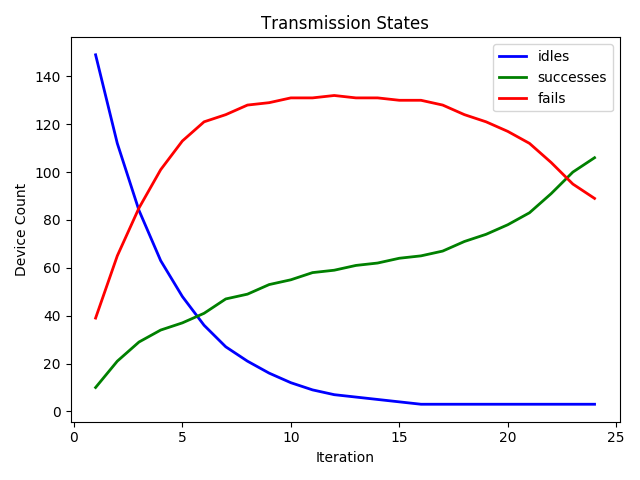 Transmission States
idles
successes
fails
Device Count
140
120
100
80
60
40
20
0
0 5 10 15 20 25
Iteration